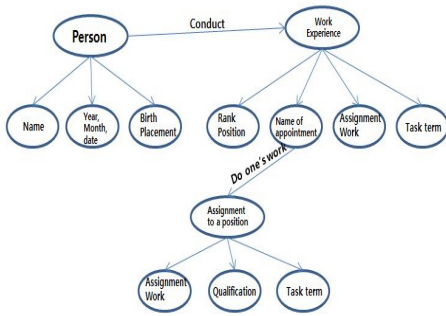 Conduct
Person
Work
Experience
Name
Year,
Month,
date
Birth
Placement
Rank
Position
Name of
appointment
Assignment
Work
Task term
Do one's work
Assignment
to a position
Assignment
Work
Qualification
Task term